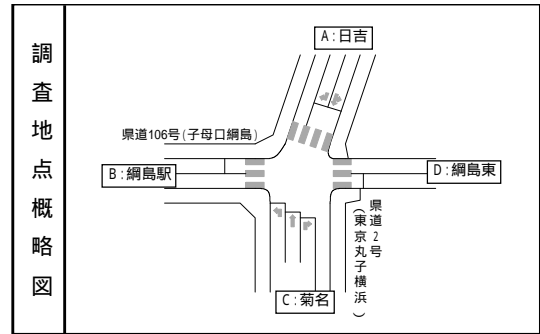 調査地点概略図
A:日吉
県道106号(子母口綱島)
B:綱島駅
D:綱島東
県道2号
(東京丸子横浜)
C:菊名